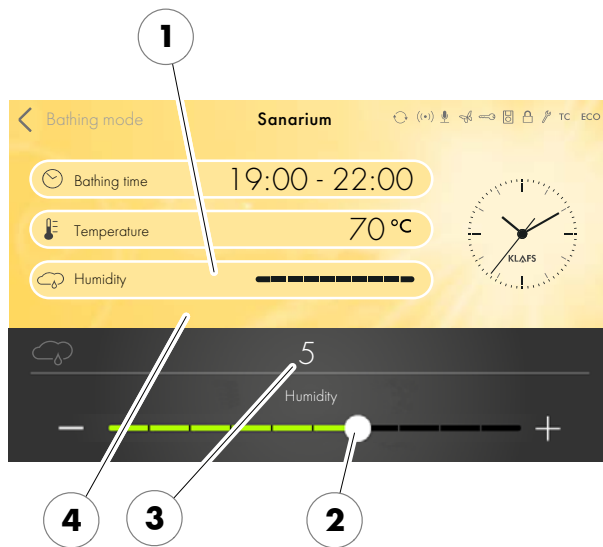 1
Bathing mode Sanarium TC ECO
Bathing time 19:00 - 22:00
Temperature 70 °C
Humidity
KLAFS
5
Humidity
− +
4 3 2